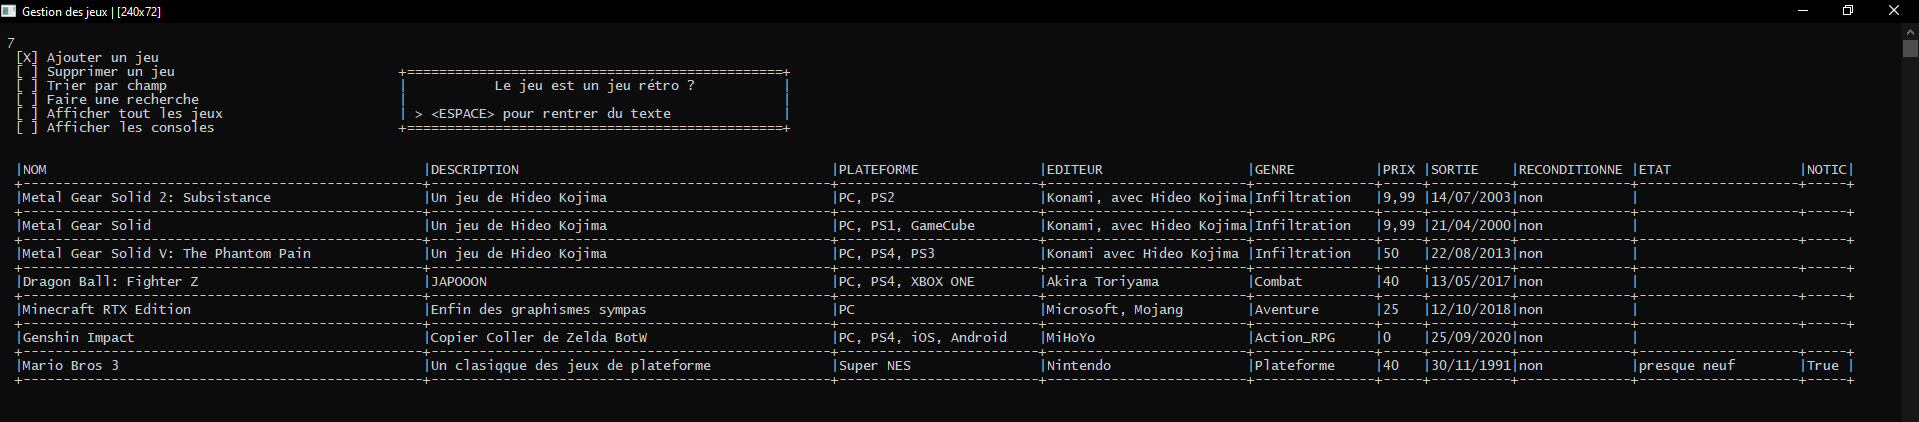 Gestion des jeux | [240x72]
7
[X] Ajouter un jeu
[ ] Supprimer un jeu
[ ] Trier par champ
[ ] Faire une recherche
[ ] Afficher tout les jeux
[ ] Afficher les consoles
Le jeu est un jeu rétro ?
> <ESPACE> pour rentrer du texte
|NOM |DESCRIPTION |PLATEFORME |EDITEUR |GENRE |PRIX |SORTIE |RECONDITIONNE |ETAT |NOTIC|
|Metal Gear Solid 2: Subsistance |Un jeu de Hideo Kojima |PC, PS2 |Konami, avec Hideo Kojima|Infiltration |9,99 |14/07/2003|non |
|Metal Gear Solid |Un jeu de Hideo Kojima |PC, PS1, GameCube |Konami, avec Hideo Kojima|Infiltration |9,99 |21/04/2000|non |
|Metal Gear Solid V: The Phantom Pain |Un jeu de Hideo Kojima |PC, PS4, PS3 |Konami avec Hideo Kojima |Infiltration |50 |22/08/2013|non |
|Dragon Ball: Fighter Z |JAPOOON |PC, PS4, XBOX ONE |Akira Toriyama |Combat |40 |13/05/2017|non |
|Minecraft RTX Edition |Enfin des graphismes sympas |PC |Microsoft, Mojang |Aventure |25 |12/10/2018|non |
|Genshin Impact |Copier Coller de Zelda BotW |PC, PS4, iOS, Android |MiHoYo |Action_RPG |0 |25/09/2020|non |
|Mario Bros 3 |Un clasiqque des jeux de plateforme |Super NES |Nintendo |Plateforme |40 |30/11/1991|non |presque neuf |True |